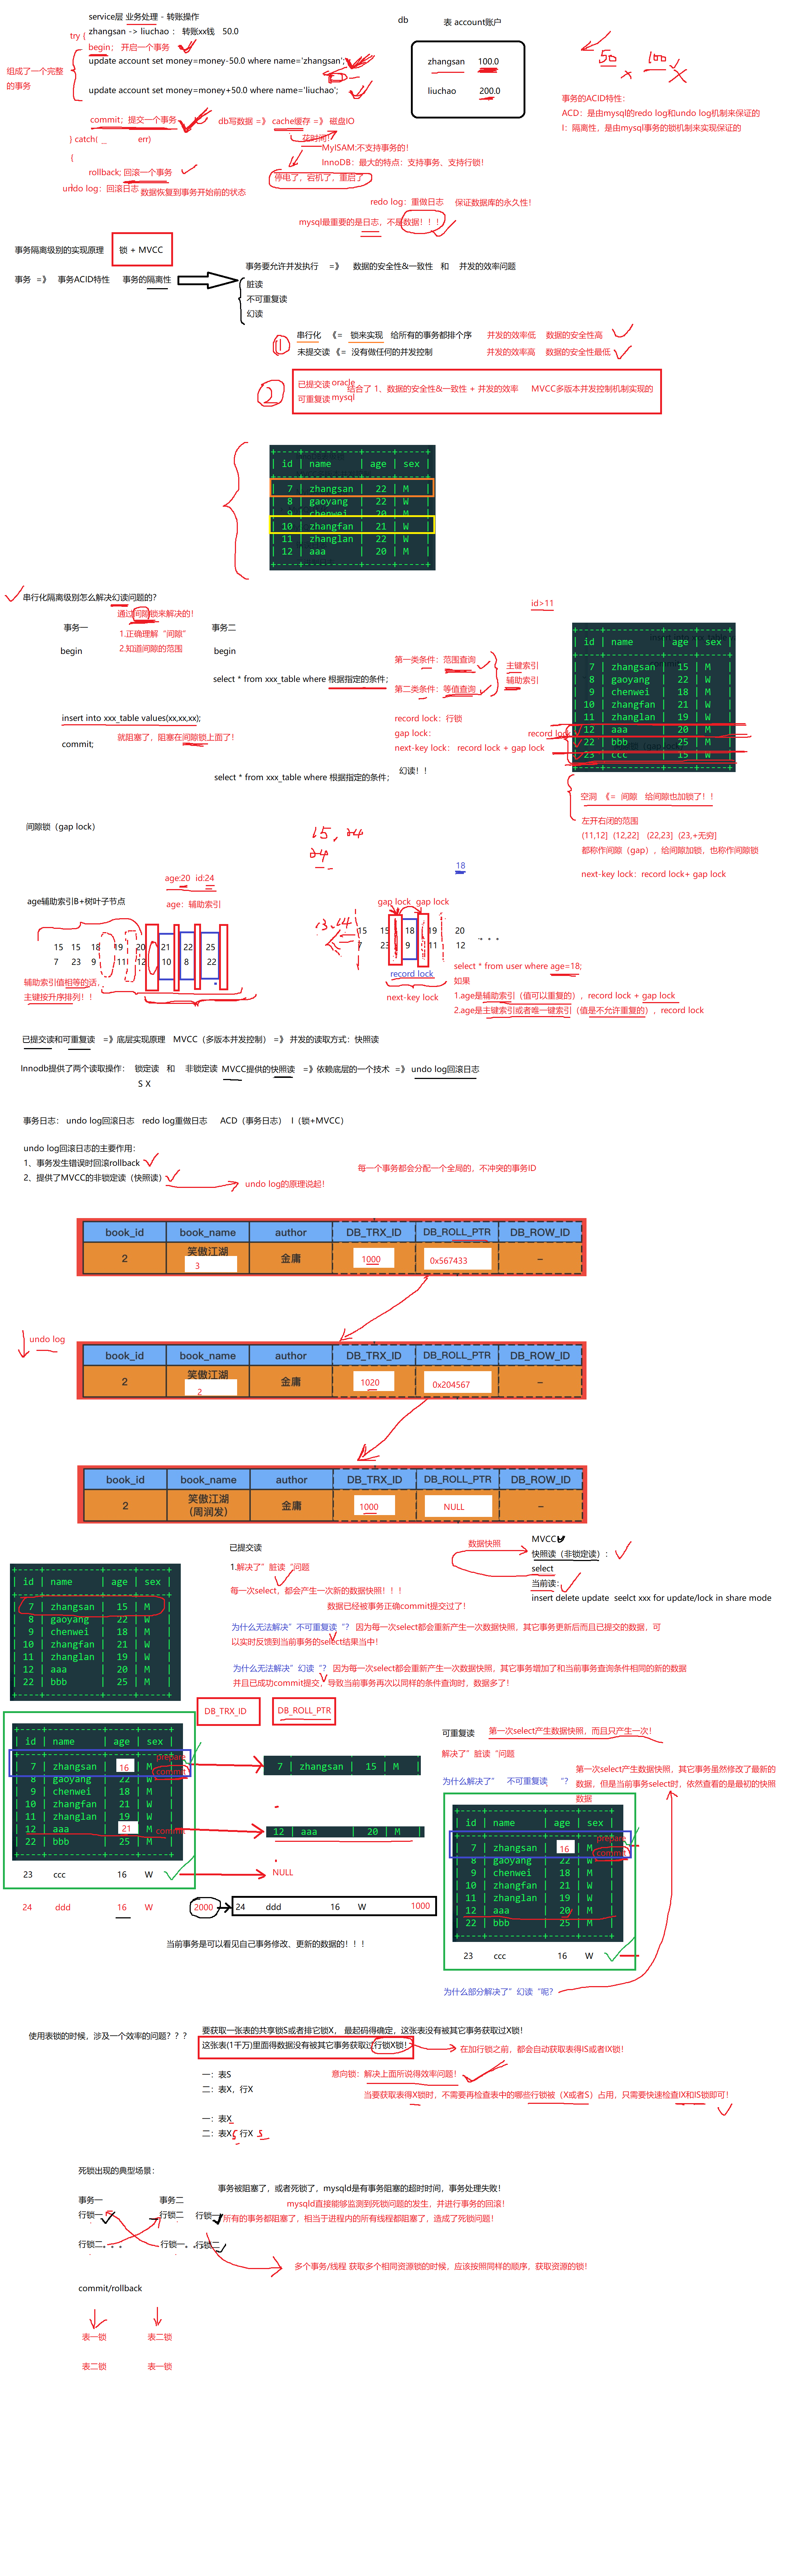 service层 业务处理 - 转账操作
zhangsan -> liuchao : 转账xx钱 50.0
try {
begin; 开启一个事务
update account set money=money-50.0 where name='zhangsan';
组成了一个完整
的事务
update account set money=money+50.0 where name='liuchao';
commit; 提交一个事务
} catch( _ err)
{
rollback; 回滚一个事务
undo log: 回滚日志 数据恢复到事务开始前的状态
db 表 account账户
zhangsan 100.0
liuchao 200.0
50 100
事务的ACID特性:
ACD: 是由mysql的redo log和undo log机制来保证的
I: 隔离性, 是由mysql事务的锁机制来实现保证的
db写数据 =》 cache缓存 =》 磁盘IO
花时间!
MyISAM:不支持事务的!
InnoDB: 最大的特点: 支持事务、支持行锁!
停电了, 宕机了, 重启了
redo log: 重做日志 保证数据库的永久性!
mysql最重要的是日志, 不是数据! ! !
事务隔离级别的实现原理 锁 + MVCC
事务 =》 事务ACID特性 事务的隔离性
事务要允许并发执行 =》 数据的安全性&一致性 和 并发的效率问题
脏读
不可重复读
幻读
1 串行化 《= 锁来实现 给所有的事务都排个序 并发的效率低 数据的安全性高
未提交读《= 没有做任何的并发控制 并发的效率高 数据的安全性最低
2 已提交读 oracle
可重复读 mysql
结合了 1、数据的安全性&一致性 + 并发的效率 MVCC多版本并发控制机制实现的
| id | name | age | sex |
| 7 | zhangsan | 22 | M |
| 8 | gaoyang | 22 | W |
| 9 | chenwei | 20 | M |
| 10 | zhangfan | 21 | W |
| 11 | zhanglan | 22 | W |
| 12 | aaa | 20 | M |
串行化隔离级别怎么解决幻读问题的?
通过间隙锁来解决的!
事务一 1.正确理解“间隙” 事务二
2.知道间隙的范围
begin begin
select * from xxx_table where 根据指定的条件;
insert into xxx_table values(xx,xx,xx);
commit; 就阻塞了, 阻塞在间隙锁上面了!
select * from xxx_table where 根据指定的条件; 幻读! !
第一类条件: 范围查询
第二类条件: 等值查询
主键索引
辅助索引
record lock: 行锁
gap lock:
next-key lock: record lock + gap lock
id>11
| id | name | age | sex |
| 7 | zhangsan | 15 | M |
| 8 | gaoyang | 22 | W |
| 9 | chenwei | 18 | M |
| 10 | zhangfan | 21 | W |
| 11 | zhanglan | 19 | W |
record lock
| 12 | aaa | 20 | M |
| 22 | bbb | 25 | M |
| 23 | ccc | 15 | W |
空洞 《= 间隙 给间隙也加锁了! !
左开右闭的范围
(11,12] (12,22] (22,23] (23,+无穷]
都称作间隙 (gap) , 给间隙加锁, 也称作间隙锁
next-key lock: record lock+ gap lock
间隙锁 (gap lock)
age:20 id:24
age辅助索引B+树叶子节点 age: 辅助索引
15 15 18 19 20 21 22 25
7 23 9 11 12 10 8 22
辅助索引值相等的话,
主键按升序排列! !
15, 24
24
18
gap lock gap lock
13.24
15 15 18 19 20
7 23 9 11 12
record lock
next-key lock
select * from user where age=18;
如果
1.age是辅助索引 (值可以重复的) , record lock + gap lock
2.age是主键索引或者唯一键索引 (值是不允许重复的) , record lock
已提交读和可重复读 =》底层实现原理 MVCC (多版本并发控制) =》 并发的读取方式: 快照读
Innodb提供了两个读取操作: 锁定读 和 非锁定读 MVCC提供的快照读 =》依赖底层的一个技术 =》 undo log回滚日志
S X
事务日志: undo log回滚日志 redo log重做日志 ACD (事务日志) I (锁+MVCC)
undo log回滚日志的主要作用:
1、事务发生错误时回滚rollback
2、提供了MVCC的非锁定读 (快照读)
undo log的原理说起!
每一个事务都会分配一个全局的, 不冲突的事务ID
book_id book_name author DB_TRX_ID DB_ROLL_PTR DB_ROW_ID
2 笑傲江湖 3 金庸 1000 0x567433 –
undo log
book_id book_name author DB_TRX_ID DB_ROLL_PTR DB_ROW_ID
2 笑傲江湖 2 金庸 1020 0x204567 –
book_id book_name author DB_TRX_ID DB_ROLL_PTR DB_ROW_ID
2 笑傲江湖 (周润发) 金庸 1000 NULL –
已提交读
1.解决了”脏读“问题
每一次select, 都会产生一次新的数据快照! ! !
数据已经被事务正确commit提交过了!
为什么无法解决”不可重复读“? 因为每一次select都会重新产生一次数据快照, 其它事务更新后而且已提交的数据, 可
以实时反馈到当前事务的select结果当中!
为什么无法解决”幻读“? 因为每一次select都会重新产生一次数据快照, 其它事务增加了和当前事务查询条件相同的新的数据
并且已成功commit提交, 导致当前事务再次以同样的条件查询时, 数据多了!
数据快照
MVCC
快照读 (非锁定读) :
select
当前读:
insert delete update seelct xxx for update/lock in share mode
| id | name | age | sex |
| 7 | zhangsan | 15 | M |
| 8 | gaoyang | 22 | W |
| 9 | chenwei | 18 | M |
| 10 | zhangfan | 21 | W |
| 11 | zhanglan | 19 | W |
| 12 | aaa | 20 | M |
| 22 | bbb | 25 | M |
DB_TRX_ID DB_ROLL_PTR
| id | name | age | sex |
prepare
| 7 | zhangsan | 16 | M commit
| 8 | gaoyang | 22 | W |
| 9 | chenwei | 18 | M |
| 10 | zhangfan | 21 | W |
| 11 | zhanglan | 19 | W |
| 12 | aaa | 21 | M commit
| 22 | bbb | 25 | M |
23 ccc 16 W
24 ddd 16 W
7 | zhangsan | 15 | M |
12 | aaa | 20 | M |
NULL
2000 24 ddd 16 W 1000
当前事务是可以看见自己事务修改、更新的数据的! ! !
可重复读 第一次select产生数据快照, 而且只产生一次!
解决了”脏读“问题
为什么解决了” 不可重复读 “?
第一次select产生数据快照, 其它事务虽然修改了最新的
数据, 但是当前事务select时, 依然查看的是最初的快照
数据
| id | name | age | sex |
prepare
| 7 | zhangsan | 16 | M commit
| 8 | gaoyang | 22 | W |
| 9 | chenwei | 18 | M |
| 10 | zhangfan | 21 | W |
| 11 | zhanglan | 19 | W |
| 12 | aaa | 20 | M |
| 22 | bbb | 25 | M |
23 ccc 16 W
为什么部分解决了”幻读“呢?
使用表锁的时候, 涉及一个效率的问题? ? ?
要获取一张表的共享锁S或者排它锁X, 最起码得确定, 这张表没有被其它事务获取过X锁!
这张表(1千万)里面得数据没有被其它事务获取过行锁X锁!
在加行锁之前, 都会自动获取表得IS或者IX锁!
一: 表S
二: 表X, 行X
意向锁: 解决上面所说得效率问题!
当要获取表得X锁时, 不需要再检查表中的哪些行锁被 (X或者S) 占用, 只需要快速检查IX和IS锁即可!
一: 表X
二: 表X S 行X S
死锁出现的典型场景:
事务被阻塞了, 或者死锁了, mysqld是有事务阻塞的超时时间, 事务处理失败!
事务一 事务二 mysqld直接能够监测到死锁问题的发生, 并进行事务的回滚!
行锁一 行锁二 行锁一
所有的事务都阻塞了, 相当于进程内的所有线程都阻塞了, 造成了死锁问题!
行锁二 行锁一 行锁二
多个事务/线程 获取多个相同资源锁的时候, 应该按照同样的顺序, 获取资源的锁!
commit/rollback
表一锁 表二锁
表二锁 表一锁